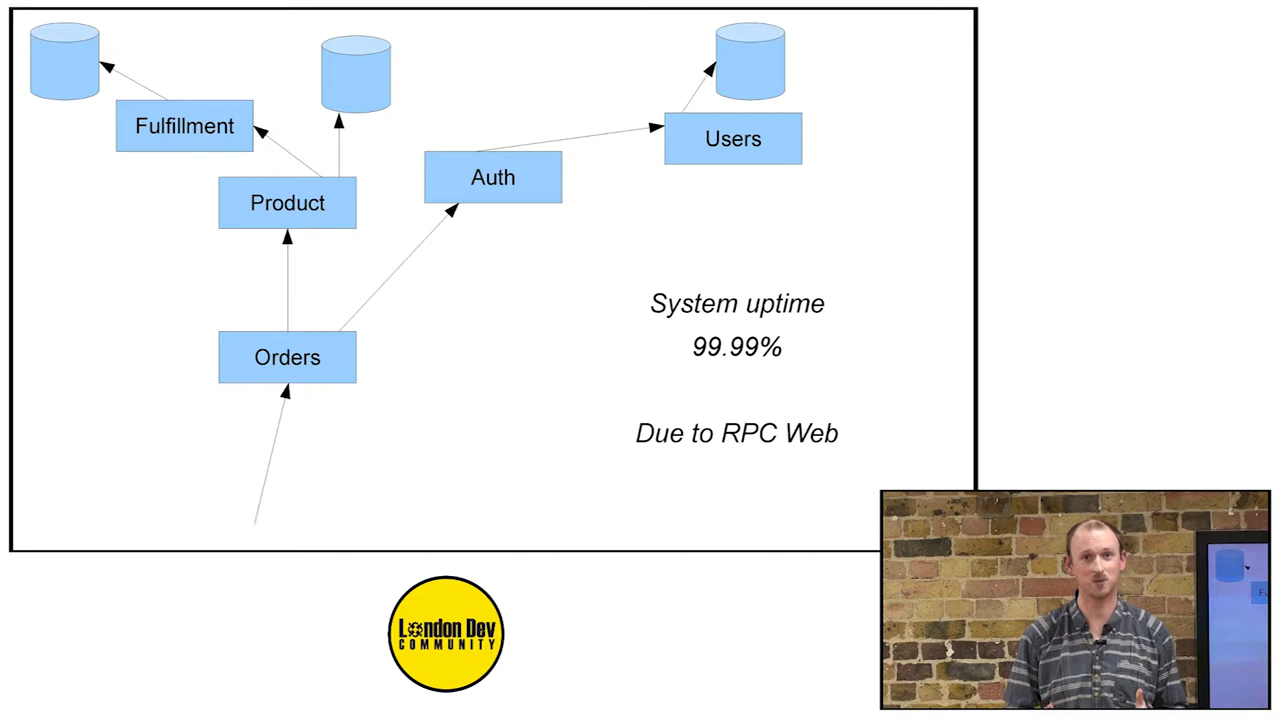 Fulfillment
Users
Auth
Product
System uptime
99.99%
Orders
Due to RPC Web
London Dev
COMMUNITY